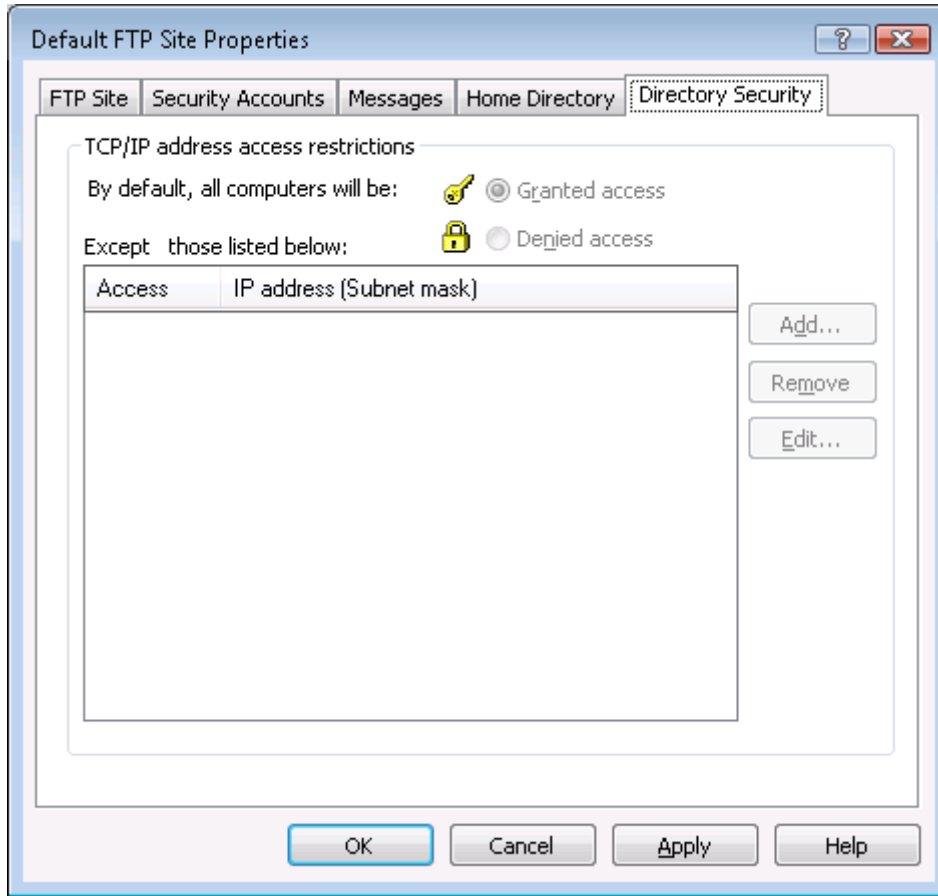 Default FTP Site Properties
FTP Site Security Accounts Messages Home Directory Directory Security
TCP/IP address access restrictions
By default, all computers will be: Granted access
Denied access
Except those listed below:
Access IP address (Subnet mask)
Add...
Remove
Edit...
OK Cancel Apply Help